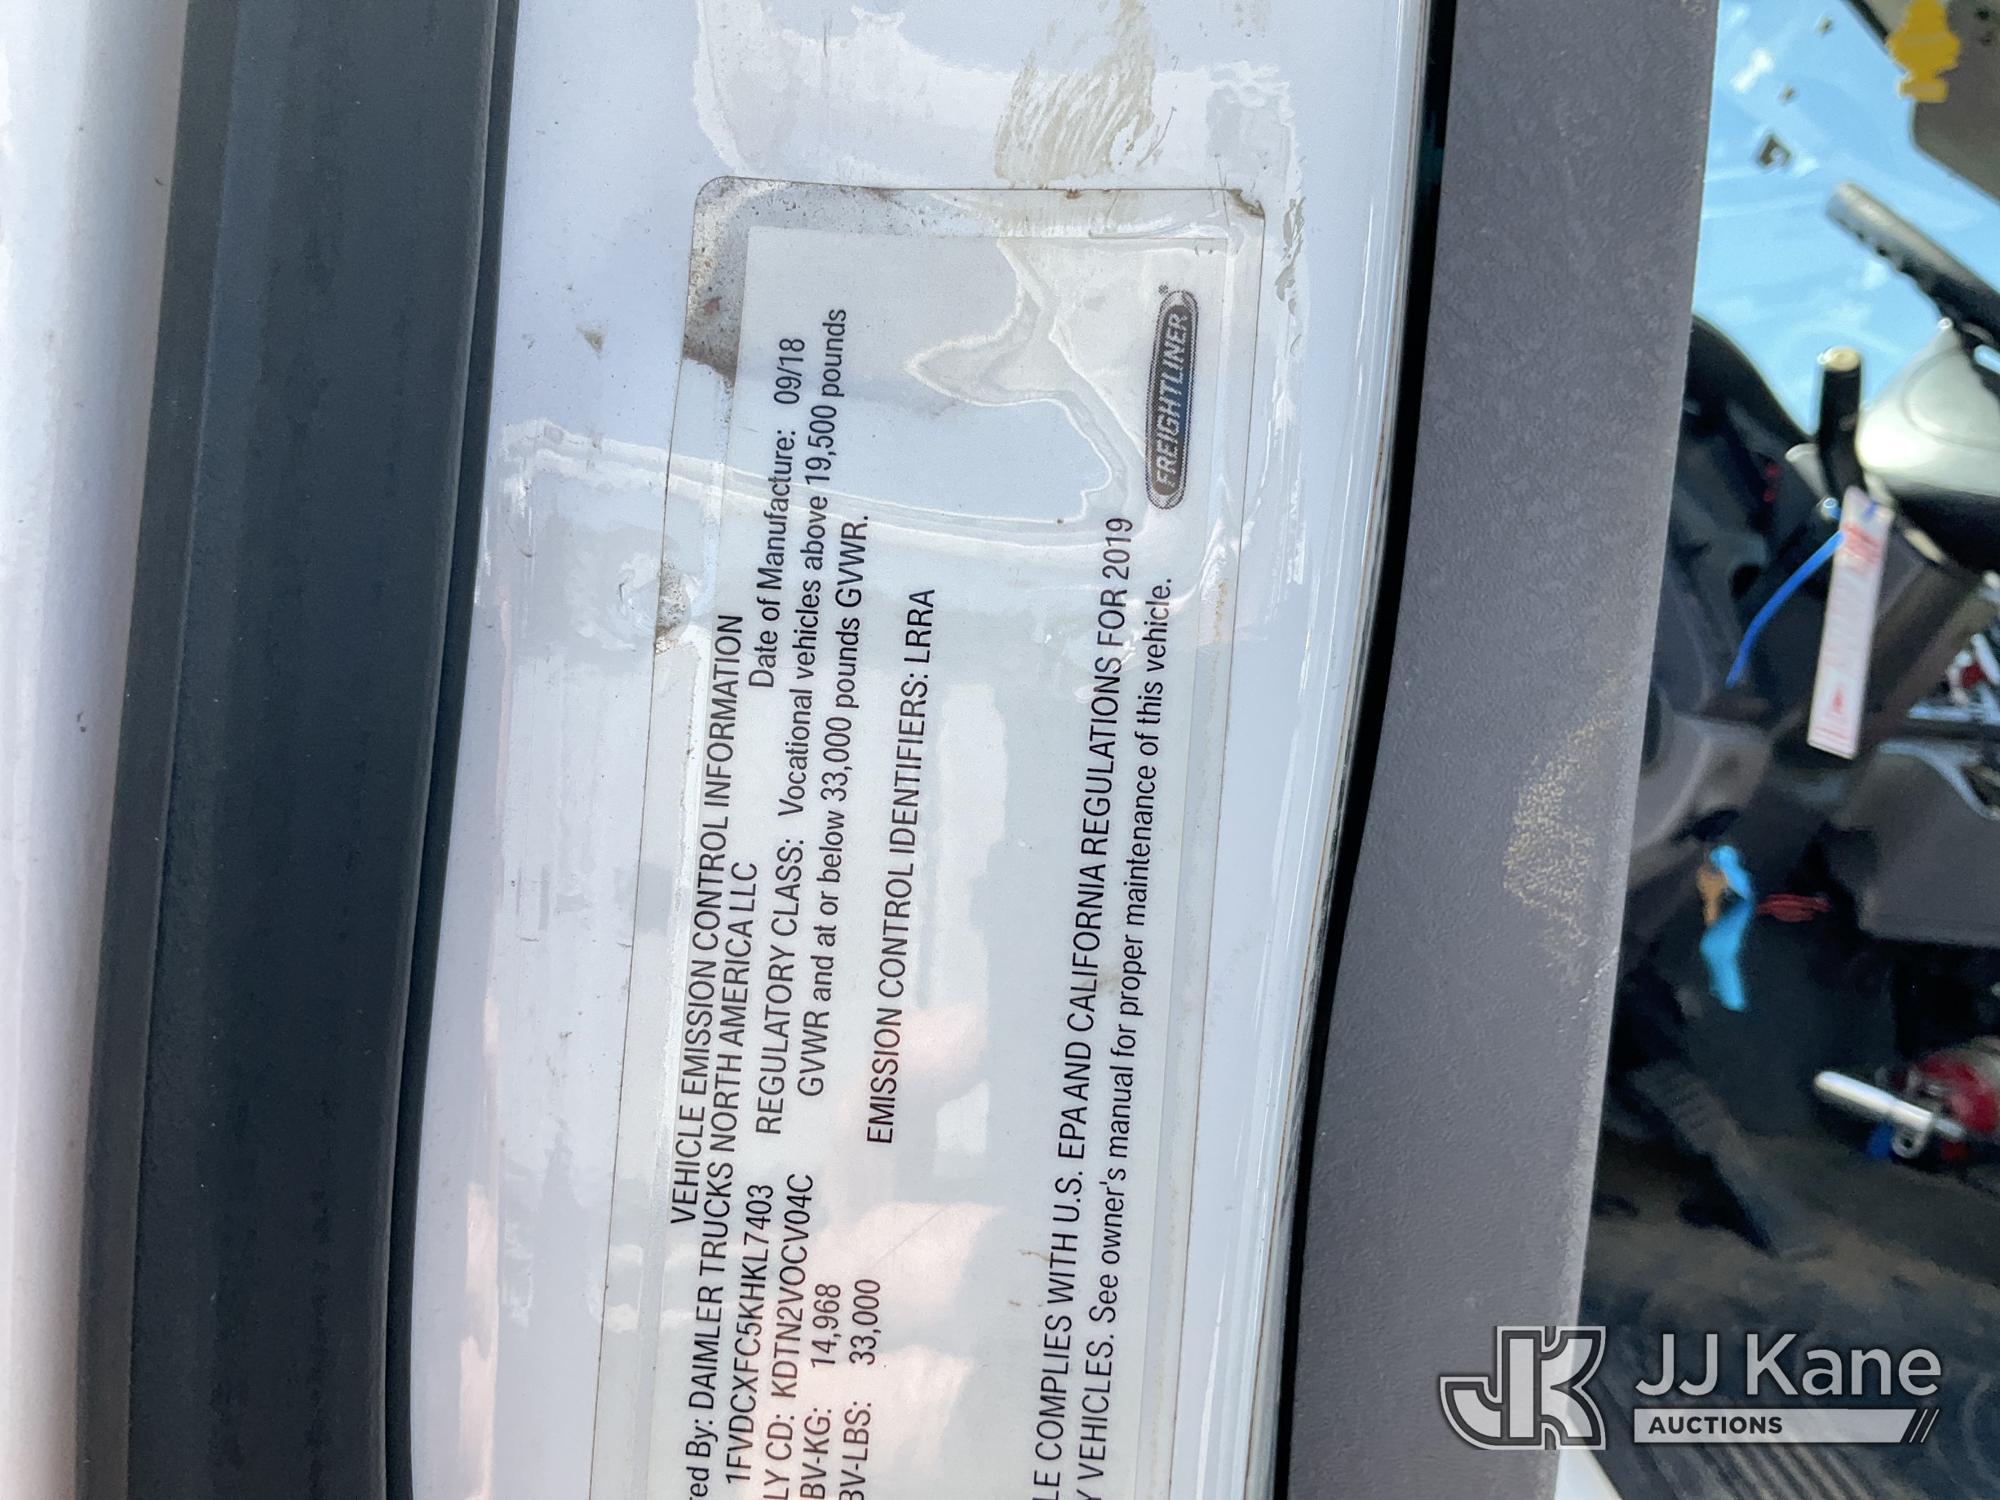 VEHICLE EMISSION CONTROL INFORMATION
red By: DAIMLER TRUCKS NORTH AMERICA LLC
Date of Manufacture: 09/18
1FVDCXFC5KHKL7403 REGULATORY CLASS: Vocational vehicles above 19,500 pounds
LY CD: KDTN2VOCV04C GVWR and at or below 33,000 pounds GVWR.
BV-KG: 14,968
BV-LBS: 33,000 EMISSION CONTROL IDENTIFIERS: LRRA
LE COMPLIES WITH U.S. EPA AND CALIFORNIA REGULATIONS FOR 2019
Y VEHICLES. See owner's manual for proper maintenance of this vehicle.
FREIGHTLINER®
JK JJ Kane
AUCTIONS